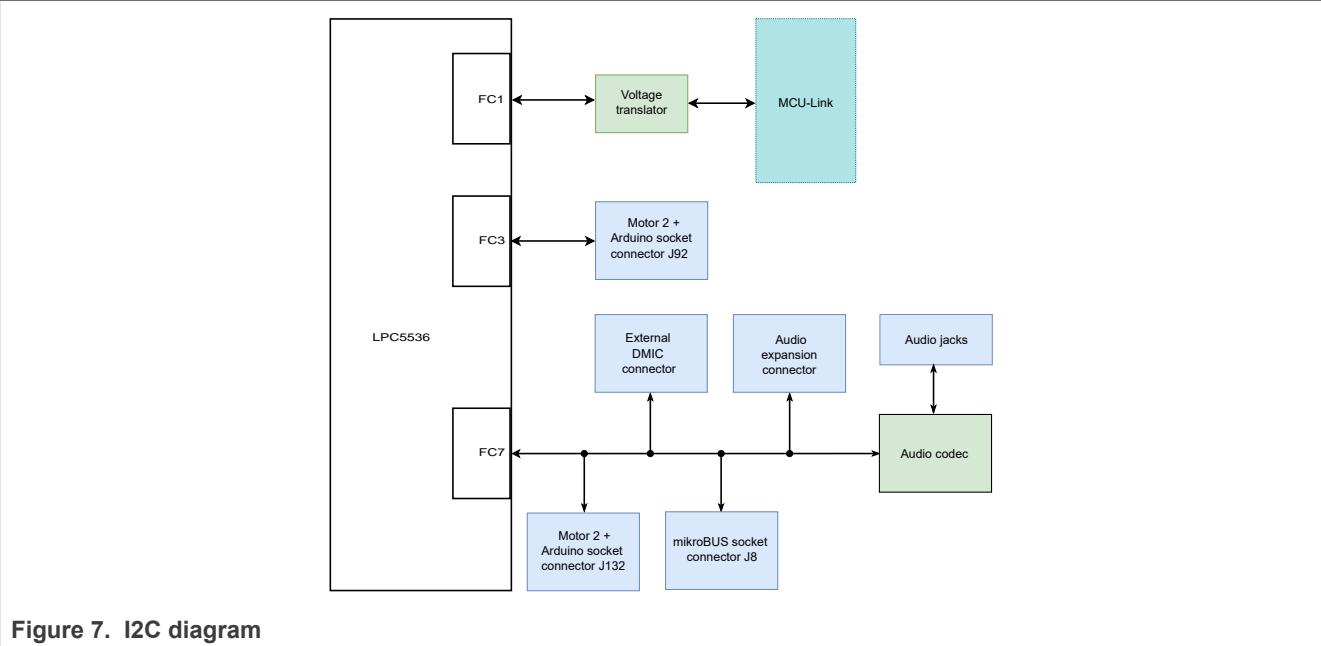 FC1
Voltage
translator
MCU-Link
FC3
Motor 2 +
Arduino socket
connector J92
LPC5536
External
DMIC
connector
Audio
expansion
connector
Audio jacks
FC7
Audio codec
Motor 2 +
Arduino socket
connector J132
mikroBUS socket
connector J8
Figure 7. I2C diagram